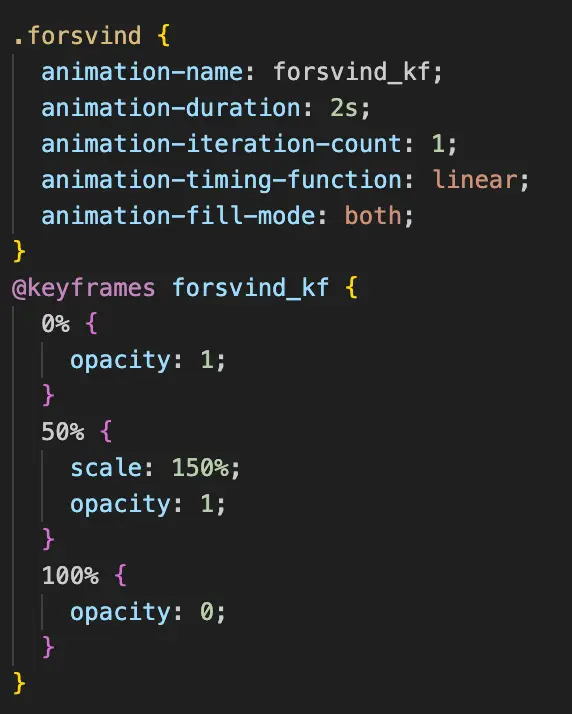 .forsvind {
  animation-name: forsvind_kf;
  animation-duration: 2s;
  animation-iteration-count: 1;
  animation-timing-function: linear;
  animation-fill-mode: both;
}
@keyframes forsvind_kf {
  0% {
    opacity: 1;
  }
  50% {
    scale: 150%;
    opacity: 1;
  }
  100% {
    opacity: 0;
  }
}